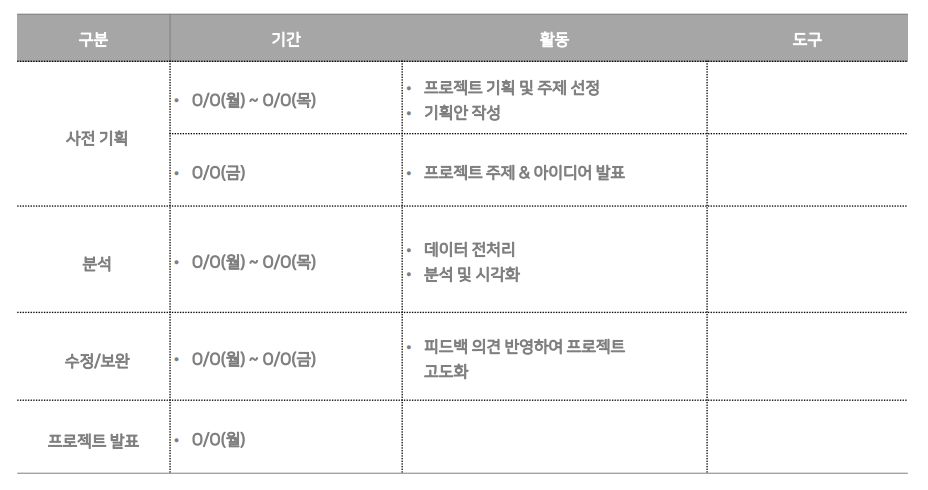 구분 기간 활동 도구
사전 기획
• 0/0(월) ~ 0/0(목)
• 프로젝트 기획 및 주제 선정
• 기획안 작성
• 0/0(금)
• 프로젝트 주제 & 아이디어 발표
분석
• 0/0(월) ~ 0/0(목)
• 데이터 전처리
• 분석 및 시각화
수정/보완
• 0/0(월) ~ 0/0(금)
• 피드백 의견 반영하여 프로젝트
고도화
프로젝트 발표
• 0/0(월)